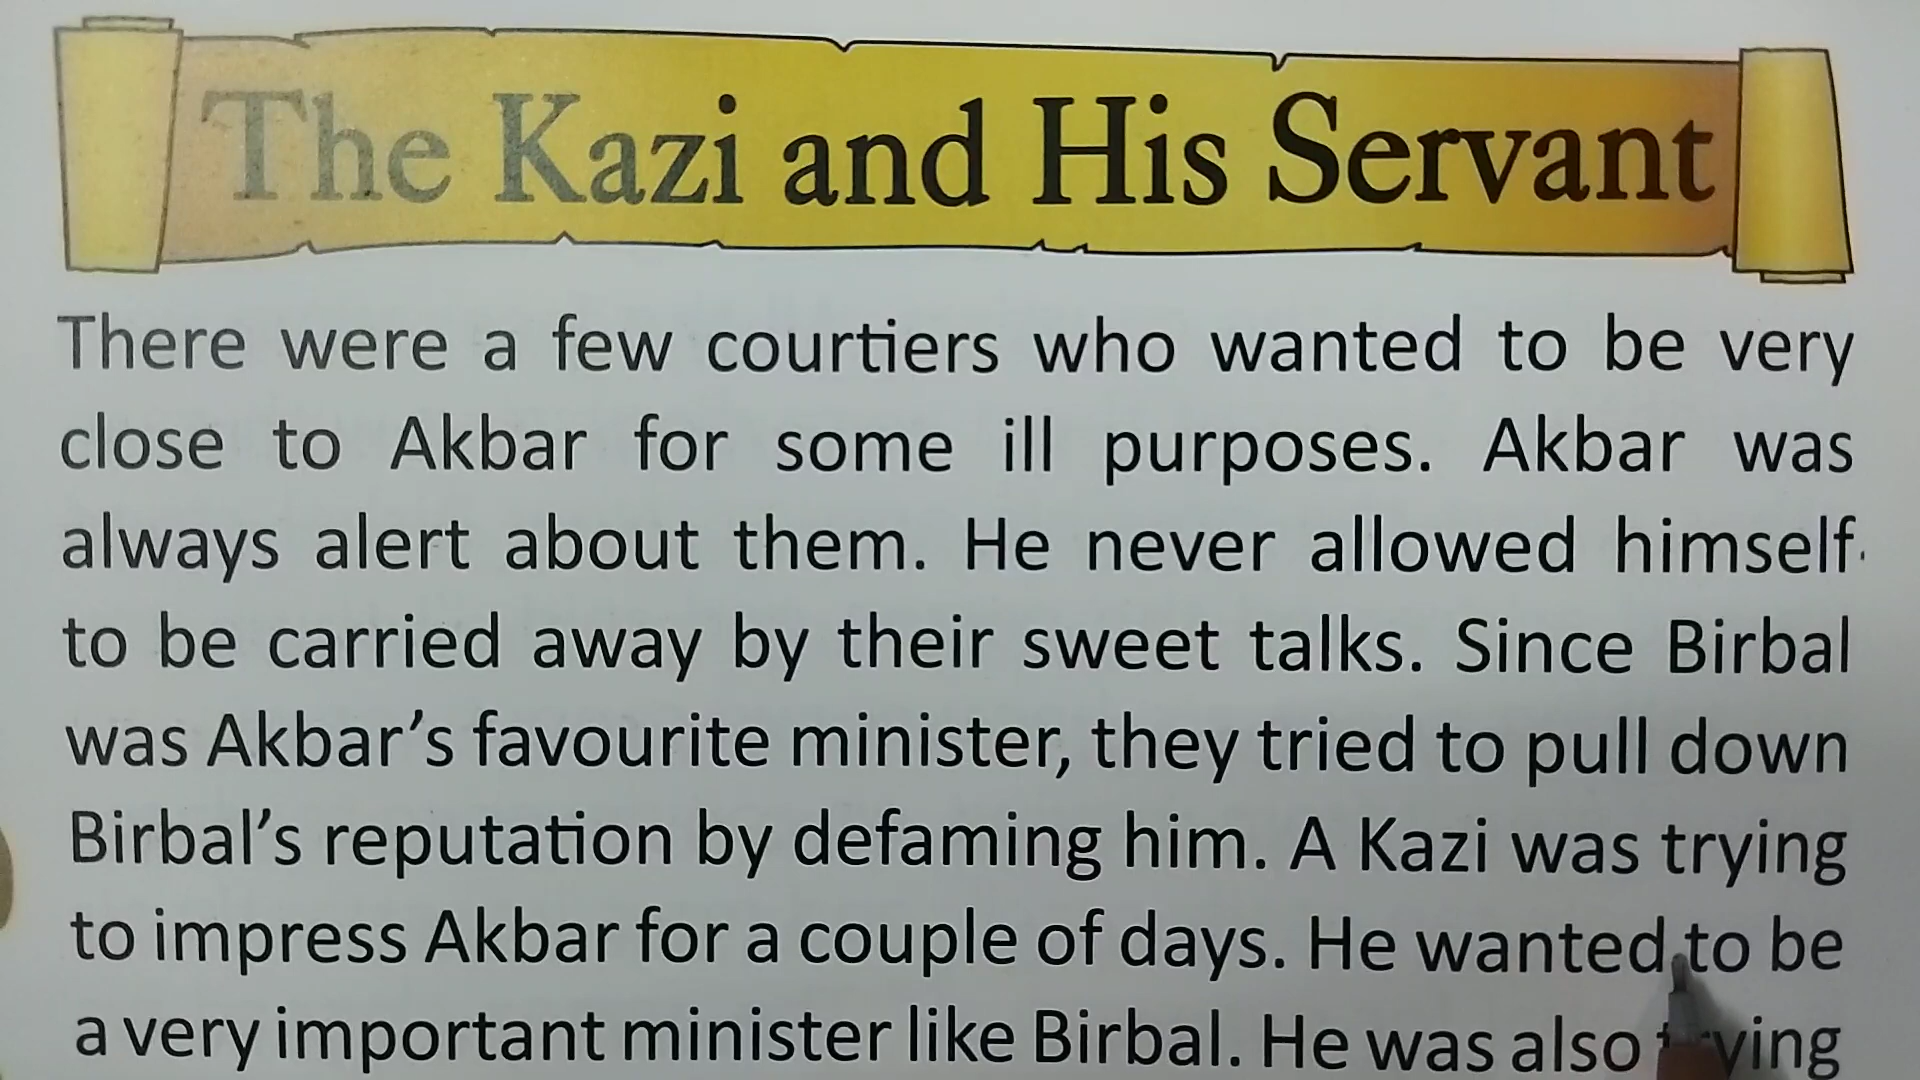 The Kazi and His Servant
There were a few courtiers who wanted to be very
close to Akbar for some ill purposes. Akbar was
always alert about them. He never allowed himself
to be carried away by their sweet talks. Since Birbal
was Akbar's favourite minister, they tried to pull down
Birbal's reputation by defaming him. A Kazi was trying
to impress Akbar for a couple of days. He wanted to be
a very important minister like Birbal. He was also trying